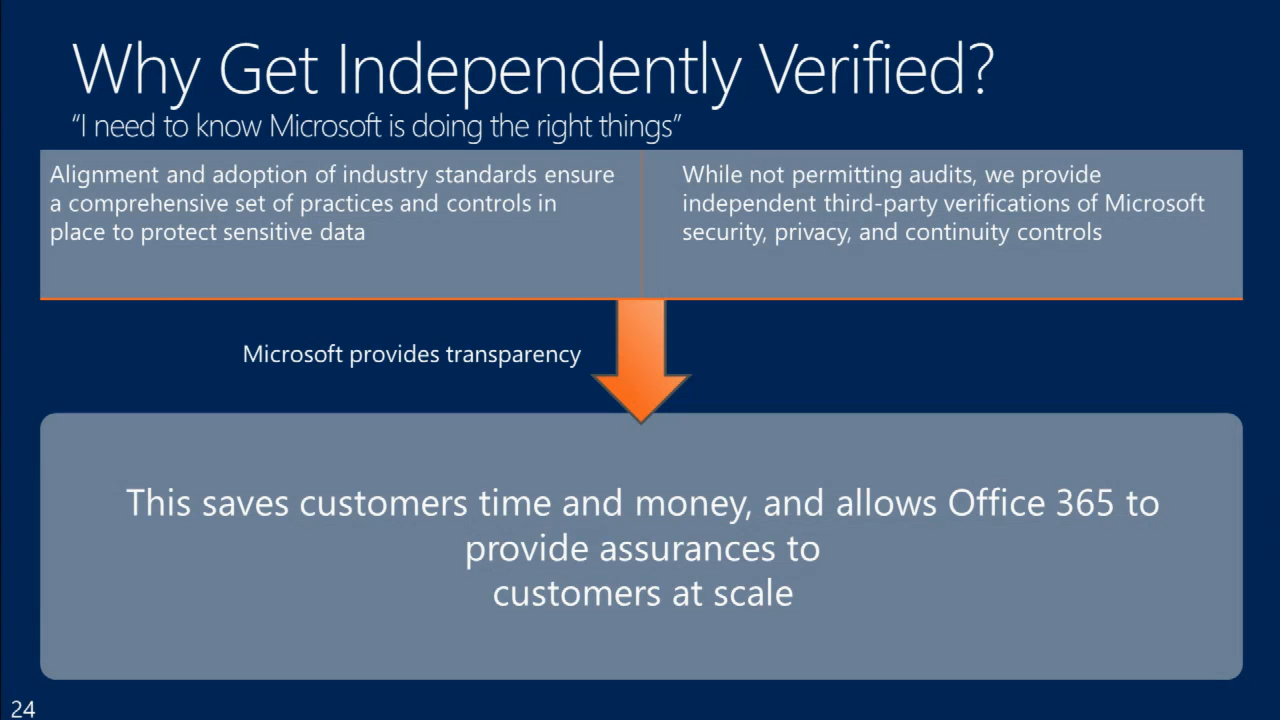 Why Get Independently Verified?
“I need to know Microsoft is doing the right things”
Alignment and adoption of industry standards ensure
a comprehensive set of practices and controls in
place to protect sensitive data
While not permitting audits, we provide
independent third-party verifications of Microsoft
security, privacy, and continuity controls
Microsoft provides transparency
This saves customers time and money, and allows Office 365 to
provide assurances to
customers at scale
24